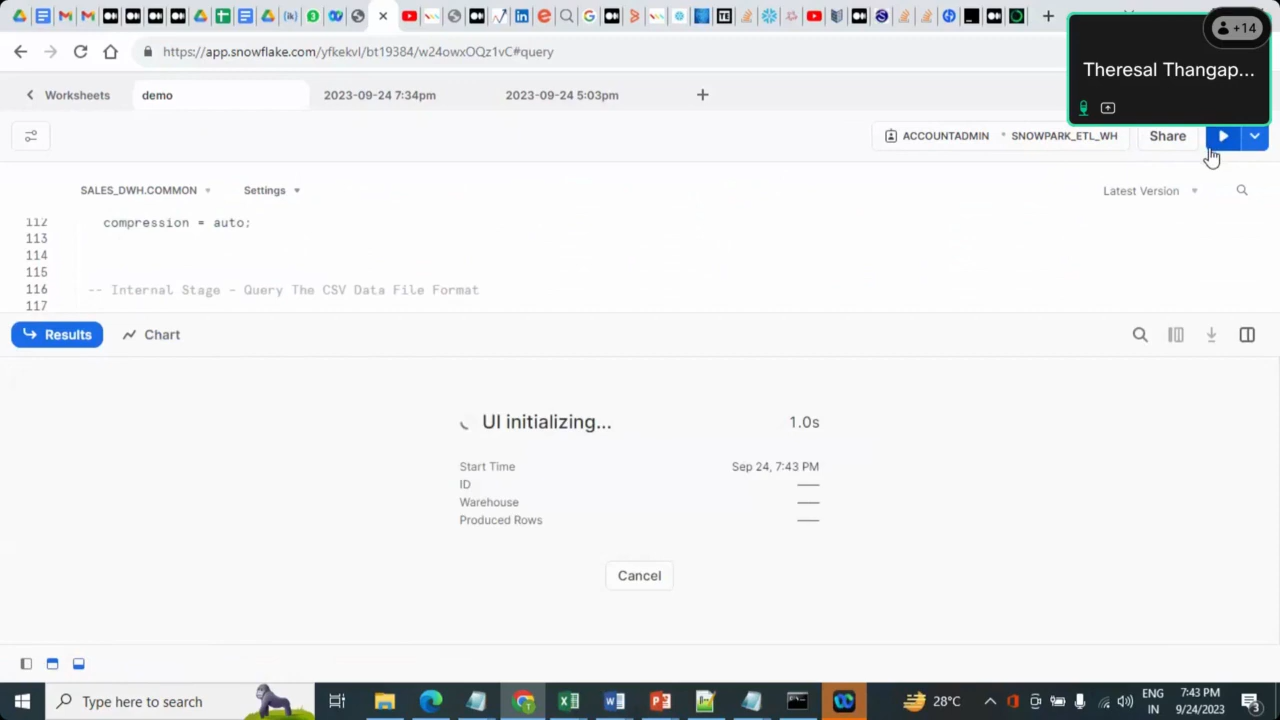 +14
https://app.snowflake.com/yfkekvl/bt19384/w24owxOQz1vC#query
Theresal Thangap...
Worksheets
demo
2023-09-24 7:34pm
2023-09-24 5:03pm
ACCOUNTADMIN
SNOWPARK_ETL_WH
Share
SALES_DWH.COMMON
Settings
Latest Version
112 compression = auto;
113
114
115
116 -- Internal Stage - Query The CSV Data File Format
117
Results
Chart
UI initializing...
1.0s
Start Time
Sep 24, 7:43 PM
ID
Warehouse
Produced Rows
Cancel
Type here to search
28°C
ENG
IN
7:43 PM
9/24/2023
3